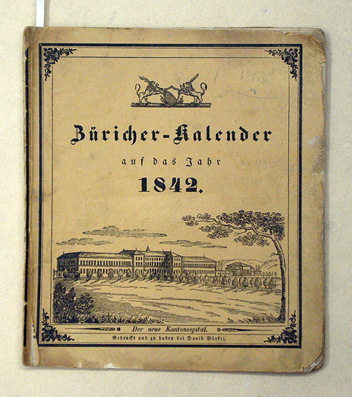 Züricher-Kalender
auf das Jahr
1842.
Der neue Kantonsspital.
Gedruckt und zu haben bei David Bürkli.